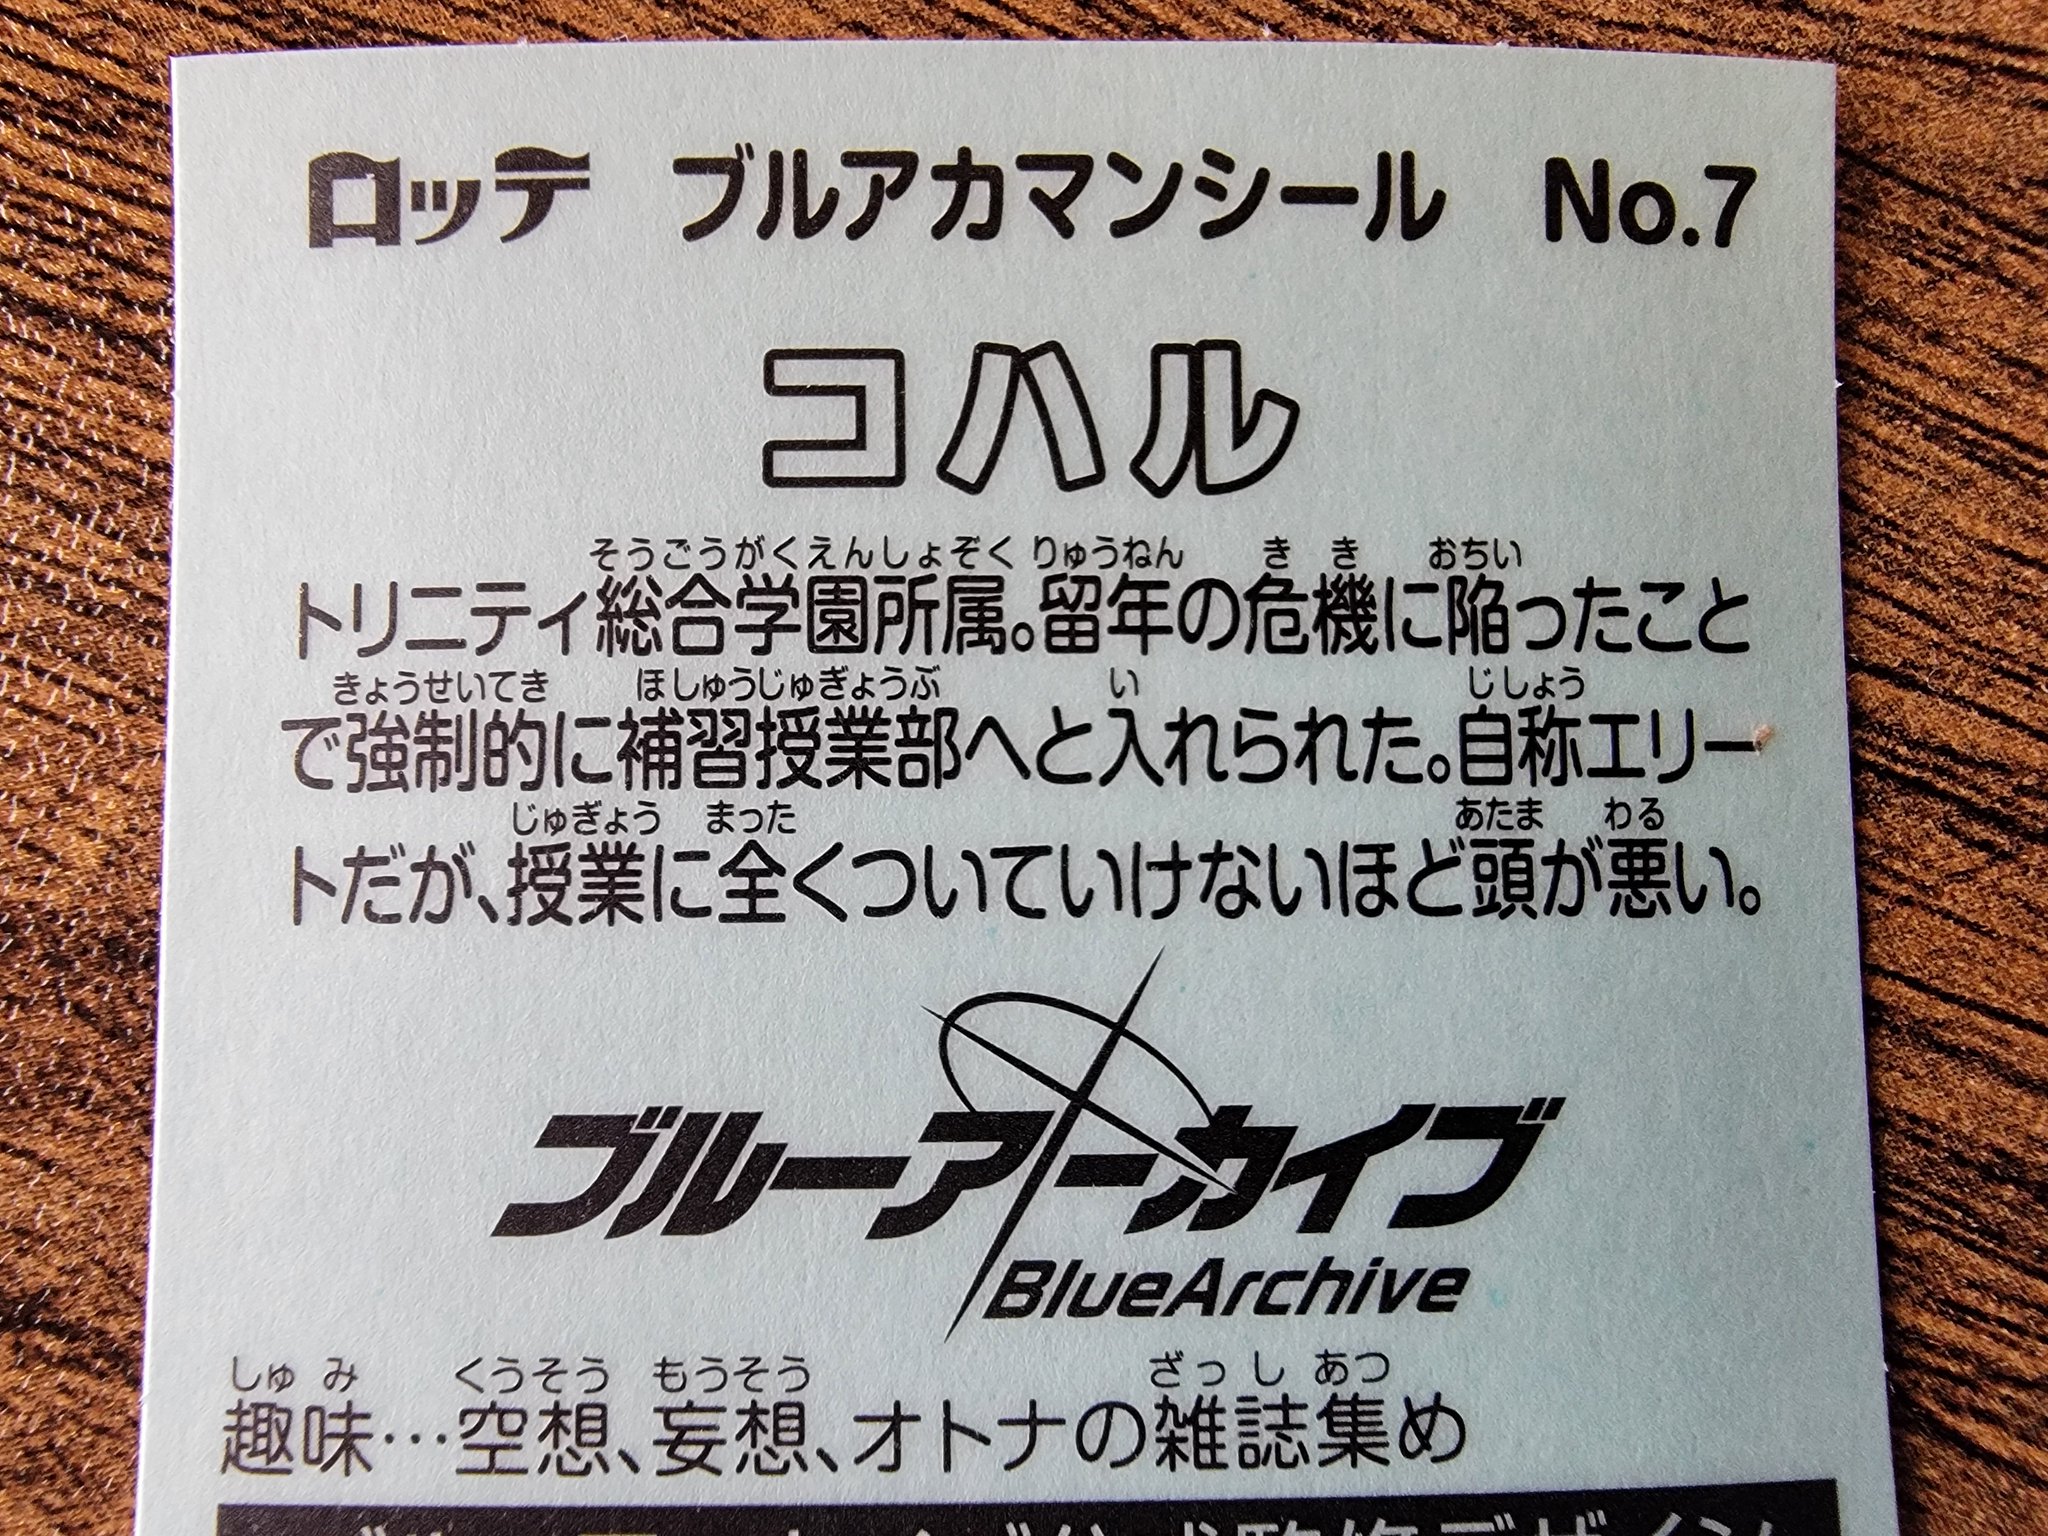 ロッテ ブルアカマンシール No.7
コハル
そうごうがくえんしょぞく りゅうねん きき おちい
トリニティ総合学園所属。留年の危機に陥ったこと
きょうせいてき ほしゅうじゅぎょうぶ い じしょう
で強制的に補習授業部へと入れられた。自称エリー
じゅぎょう まった あたま わる
トだが、授業に全くついていけないほど頭が悪い。
ブルーアーカイブ
BlueArchive
しゅみ くうそう もうそう ざっし あつ
趣味…空想、妄想、オトナの雑誌集め